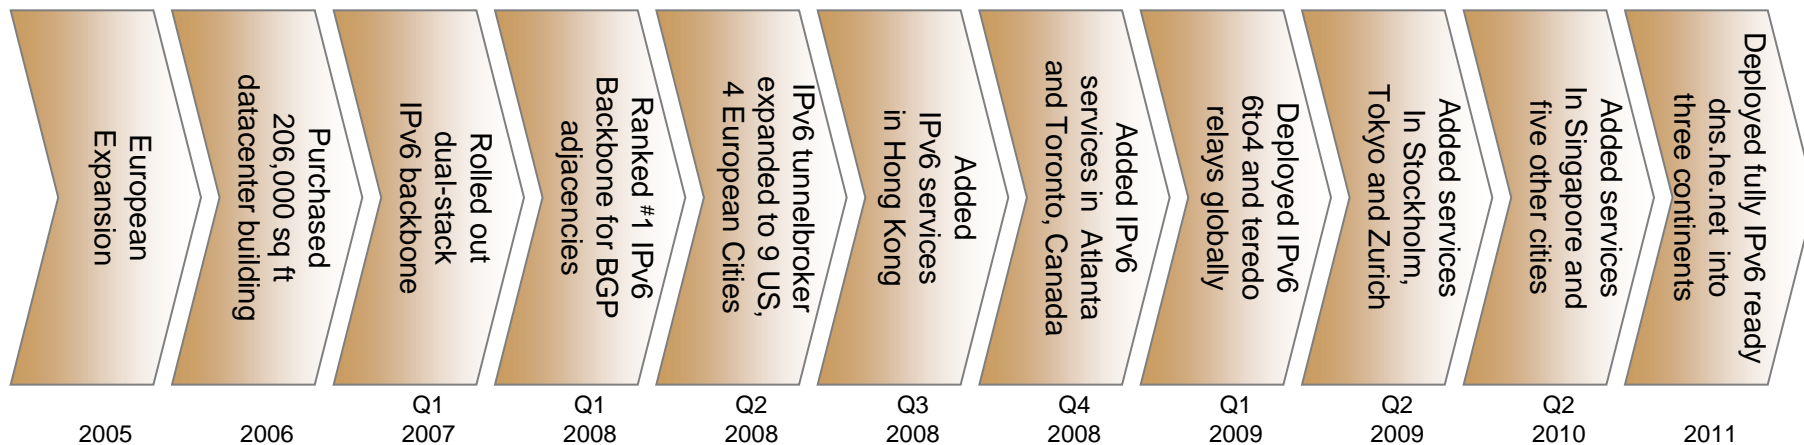 European
Expansion
Purchased
206,000 sq ft
datacenter building
Rolled out
dual-stack
IPv6 backbone
Ranked #1 IPv6
Backbone for BGP
adjacencies
IPv6 tunnelbroker
expanded to 9 US,
4 European Cities
Added
IPv6 services
in Hong Kong
Added IPv6
services in  Atlanta
and Toronto, Canada
Deployed IPv6
6to4 and teredo
relays globally
Added services
In Stockholm,
Tokyo and Zurich
Added services
In Singapore and
five other cities
Deployed fully IPv6 ready
dns.he.net  into
three continents
2005
2006
Q1
2007
Q1
2008
Q2
2008
Q3
2008
Q4
2008
Q1
2009
Q2
2009
Q2
2010
2011